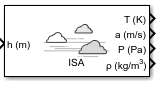 T (K)
a (m/s)
h (m)
P (Pa)
ISA
ρ (kg/m³)